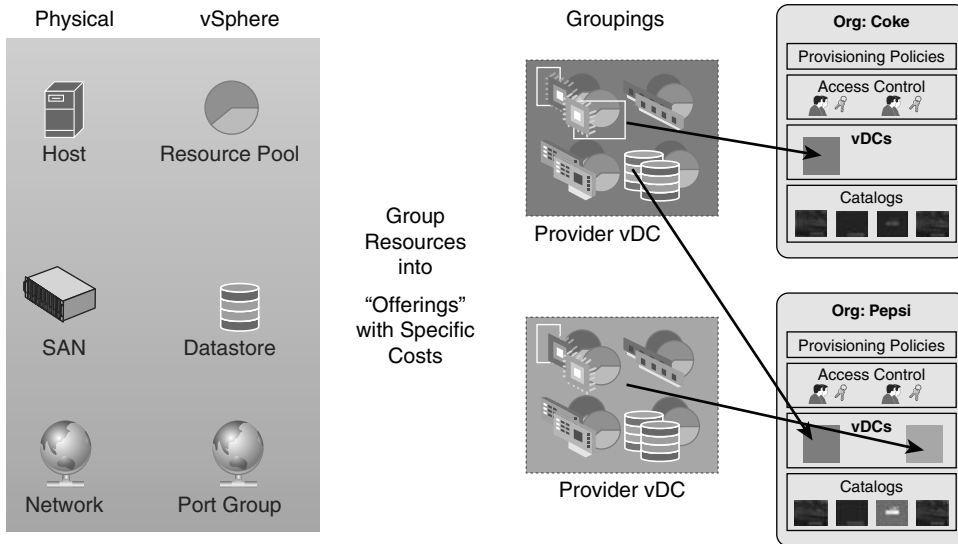 Physical
vSphere
Groupings
Host
Resource Pool
SAN
Datastore
Network
Port Group
Group
Resources
into
“Offerings”
with Specific
Costs
Provider vDC
Provider vDC
Org: Coke
Provisioning Policies
Access Control
vDCs
Catalogs
Org: Pepsi
Provisioning Policies
Access Control
vDCs
Catalogs